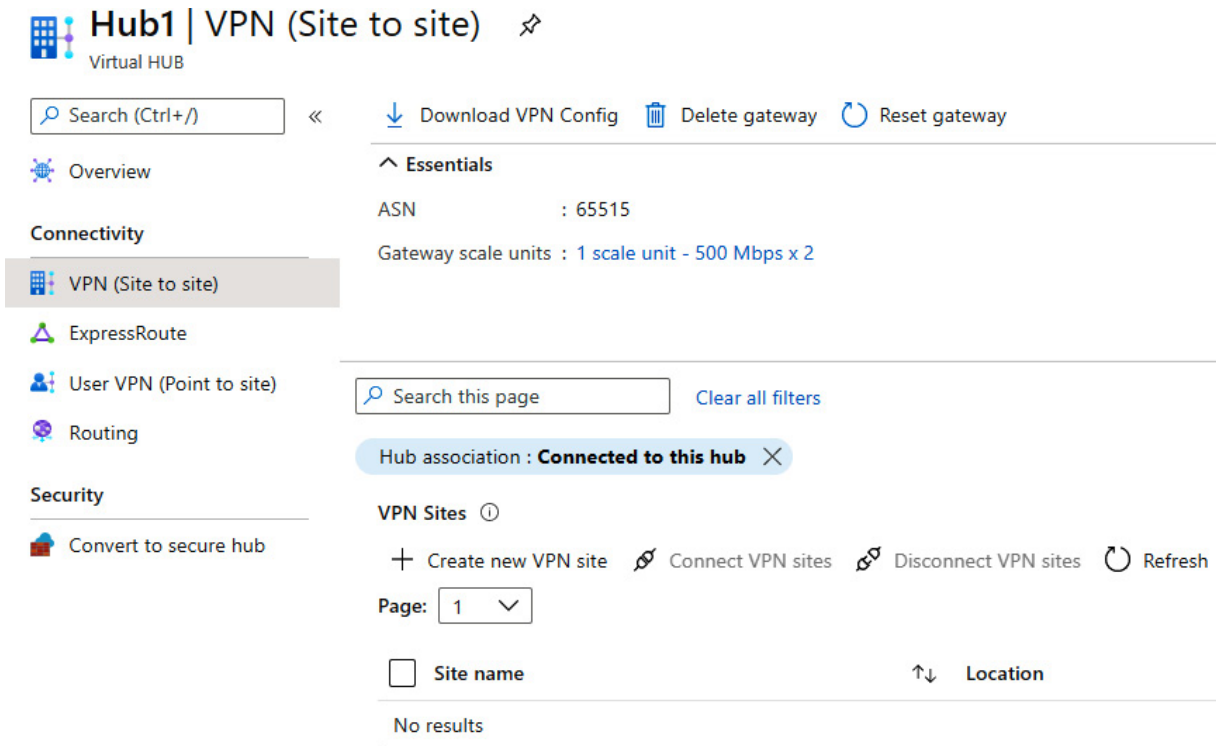 Hub1 | VPN (Site to site)
Virtual HUB
Search (Ctrl+/)
«
Overview
Connectivity
VPN (Site to site)
ExpressRoute
User VPN (Point to site)
Routing
Security
Convert to secure hub
Download VPN Config Delete gateway Reset gateway
Essentials
ASN : 65515
Gateway scale units : 1 scale unit - 500 Mbps x 2
Search this page Clear all filters
Hub association : Connected to this hub
VPN Sites
Create new VPN site Connect VPN sites Disconnect VPN sites Refresh
Page: 1
Site name Location
No results